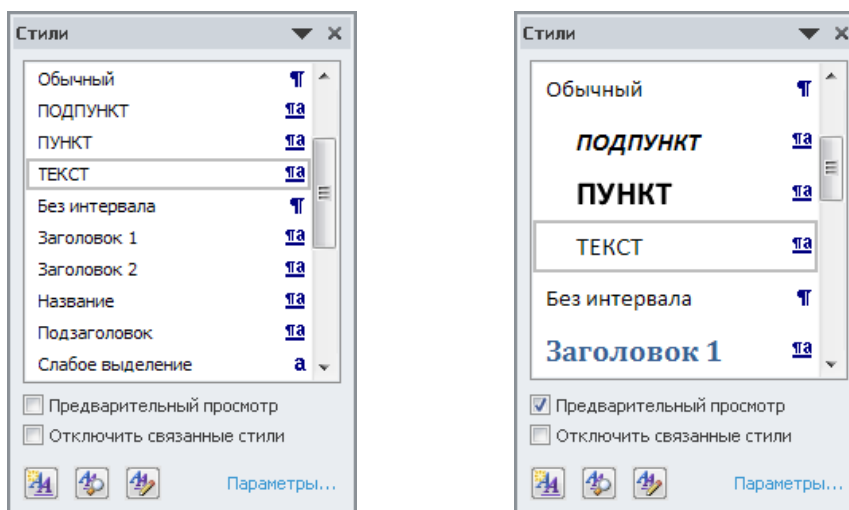 Стили
Обычный
ПОДПУНКТ
ПУНКТ
ТЕКСТ
Без интервала
Заголовок 1
Заголовок 2
Название
Подзаголовок
Слабое выделение
Предварительный просмотр
Отключить связанные стили
Параметры...
Стили
Обычный
ПОДПУНКТ
ПУНКТ
ТЕКСТ
Без интервала
Заголовок 1
Предварительный просмотр
Отключить связанные стили
Параметры...